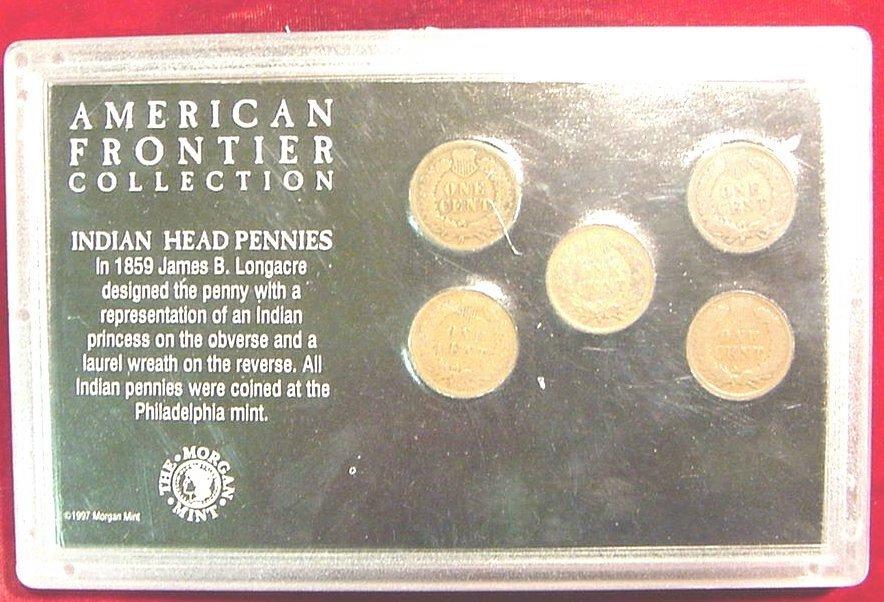 AMERICAN
FRONTIER
COLLECTION
INDIAN HEAD PENNIES
In 1859 James B. Longacre
designed the penny with a
representation of an Indian
princess on the obverse and a
laurel wreath on the reverse. All
Indian pennies were coined at the
Philadelphia mint.
THE • MORGAN • MINT •
©1997 Morgan Mint
ONE
CENT
ONE
CENT
ONE
CENT